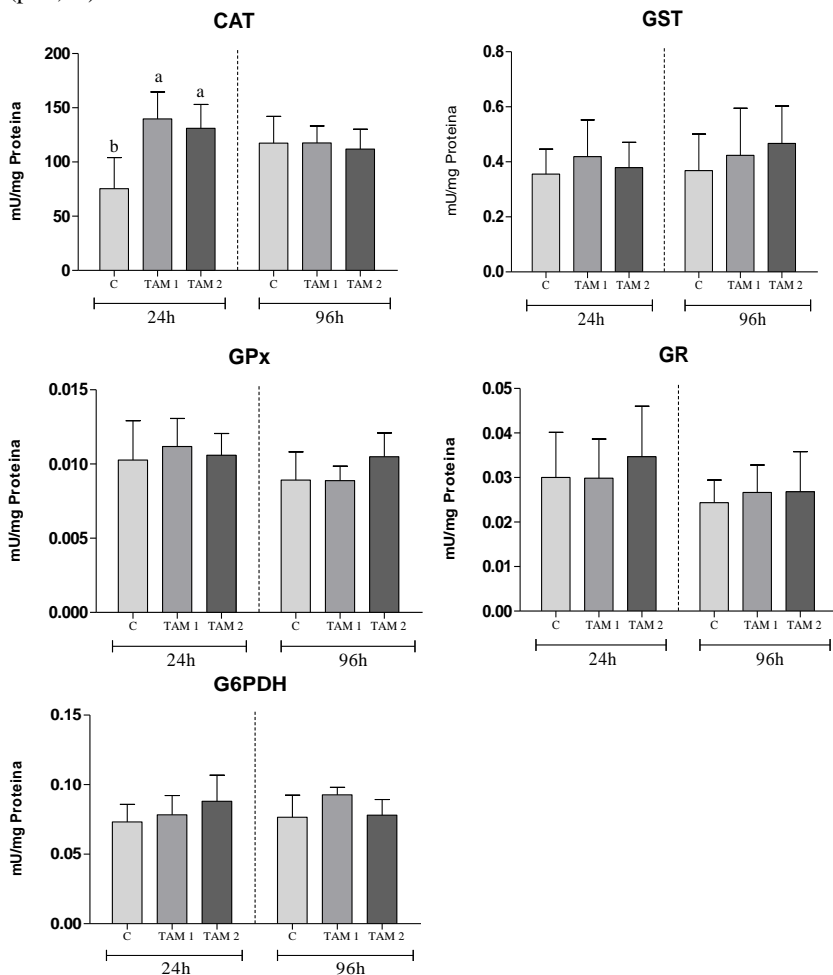 CAT
mU/mg Proteina
200
150
100
50
0
b
a
a
C
TAM 1
TAM 2
C
TAM 1
TAM 2
24h
96h
GST
mU/mg Proteina
0.8
0.6
0.4
0.2
0.0
C
TAM 1
TAM 2
C
TAM 1
TAM 2
24h
96h
GPx
mU/mg Proteina
0.015
0.010
0.005
0.000
C
TAM 1
TAM 2
C
TAM 1
TAM 2
24h
96h
GR
mU/mg Proteina
0.05
0.04
0.03
0.02
0.01
0.00
C
TAM 1
TAM 2
C
TAM 1
TAM 2
24h
96h
G6PDH
mU/mg Proteina
0.15
0.10
0.05
0.00
C
TAM 1
TAM 2
C
TAM 1
TAM 2
24h
96h